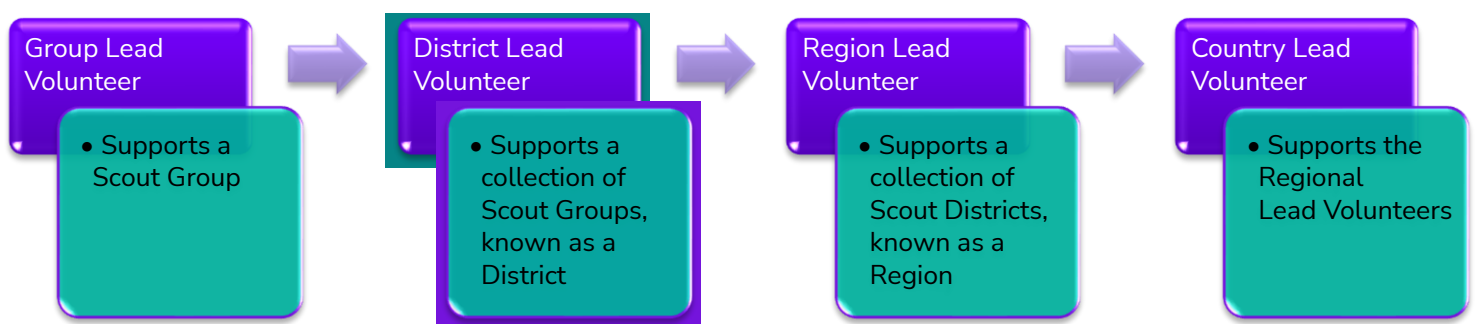 Group Lead
Volunteer
• Supports a
Scout Group
District Lead
Volunteer
• Supports a
collection of
Scout Groups,
known as a
District
Region Lead
Volunteer
• Supports a
collection of
Scout Districts,
known as a
Region
Country Lead
Volunteer
• Supports the
Regional
Lead Volunteers